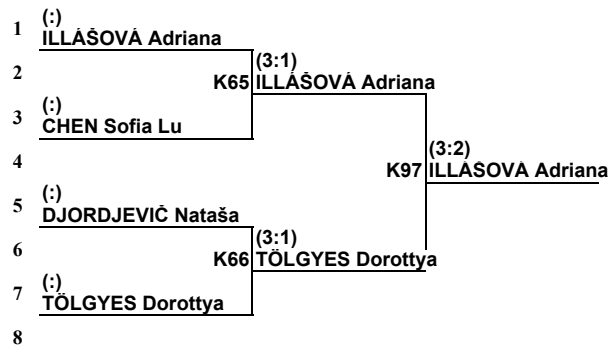 1 (:)
ILLÁŠOVÁ Adriana
2 (3:1)
K65 ILLÁŠOVÁ Adriana
3 (:)
CHEN Sofia Lu
4 (3:2)
K97 ILLÁŠOVÁ Adriana
5 (:)
DJORDJEVIĆ Nataša
6 (3:1)
K66 TÖLGYES Dorottya
7 (:)
TÖLGYES Dorottya
8